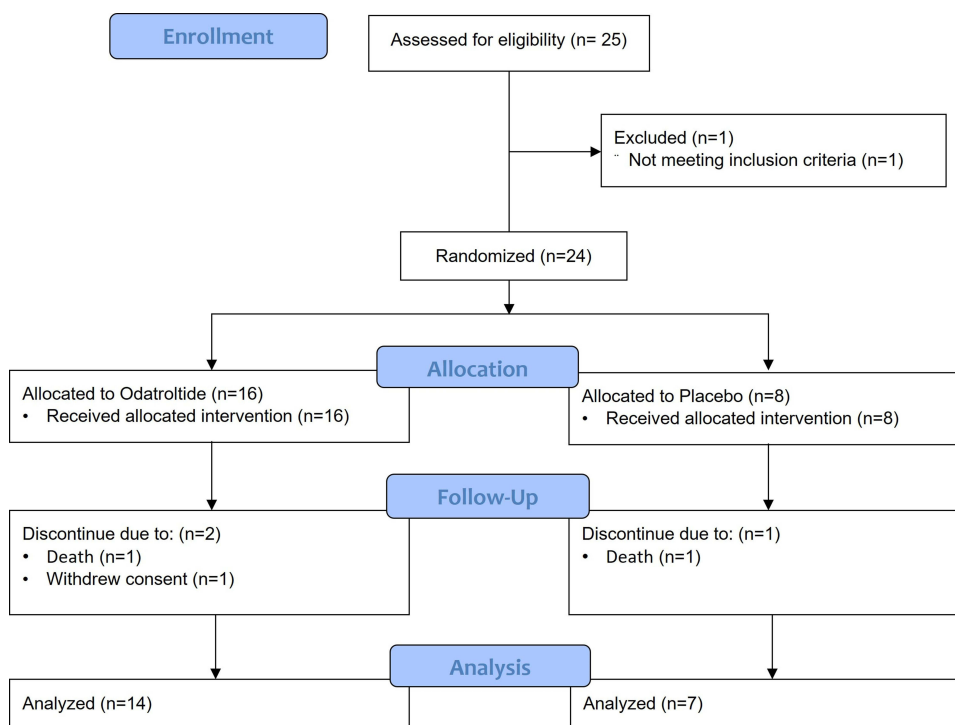 Enrollment
Assessed for eligibility (n= 25)
Excluded (n=1)
¨ Not meeting inclusion criteria (n=1)
Randomized (n=24)
Allocation
Allocated to Odatroltide (n=16)
• Received allocated intervention (n=16)
Allocated to Placebo (n=8)
• Received allocated intervention (n=8)
Follow-Up
Discontinue due to: (n=2)
• Death (n=1)
• Withdrew consent (n=1)
Discontinue due to: (n=1)
• Death (n=1)
Analysis
Analyzed (n=14)
Analyzed (n=7)